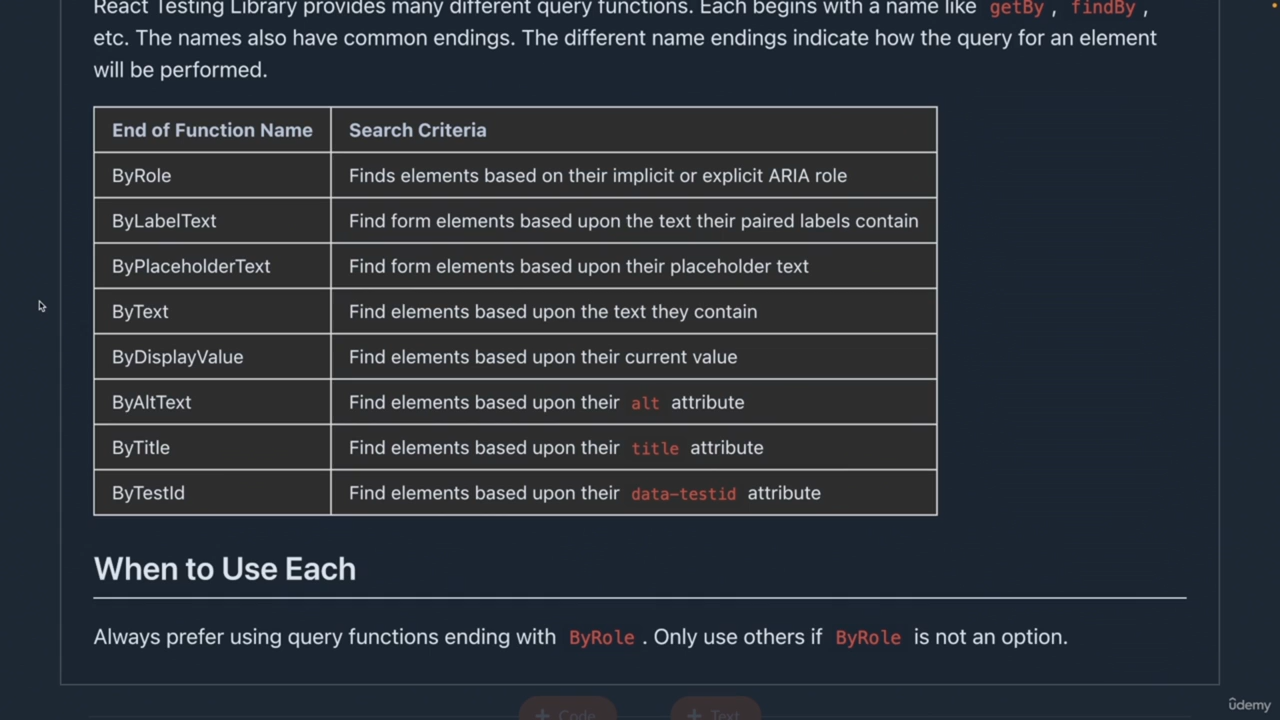 React Testing Library provides many different query functions. Each begins with a name like getBy , findBy ,
etc. The names also have common endings. The different name endings indicate how the query for an element
will be performed.
End of Function Name Search Criteria
ByRole Finds elements based on their implicit or explicit ARIA role
ByLabelText Find form elements based upon the text their paired labels contain
ByPlaceholderText Find form elements based upon their placeholder text
ByText Find elements based upon the text they contain
ByDisplayValue Find elements based upon their current value
ByAltText Find elements based upon their alt attribute
ByTitle Find elements based upon their title attribute
ByTestId Find elements based upon their data-testid attribute
When to Use Each
Always prefer using query functions ending with ByRole . Only use others if ByRole is not an option.
+ Code + Text
ûdemy